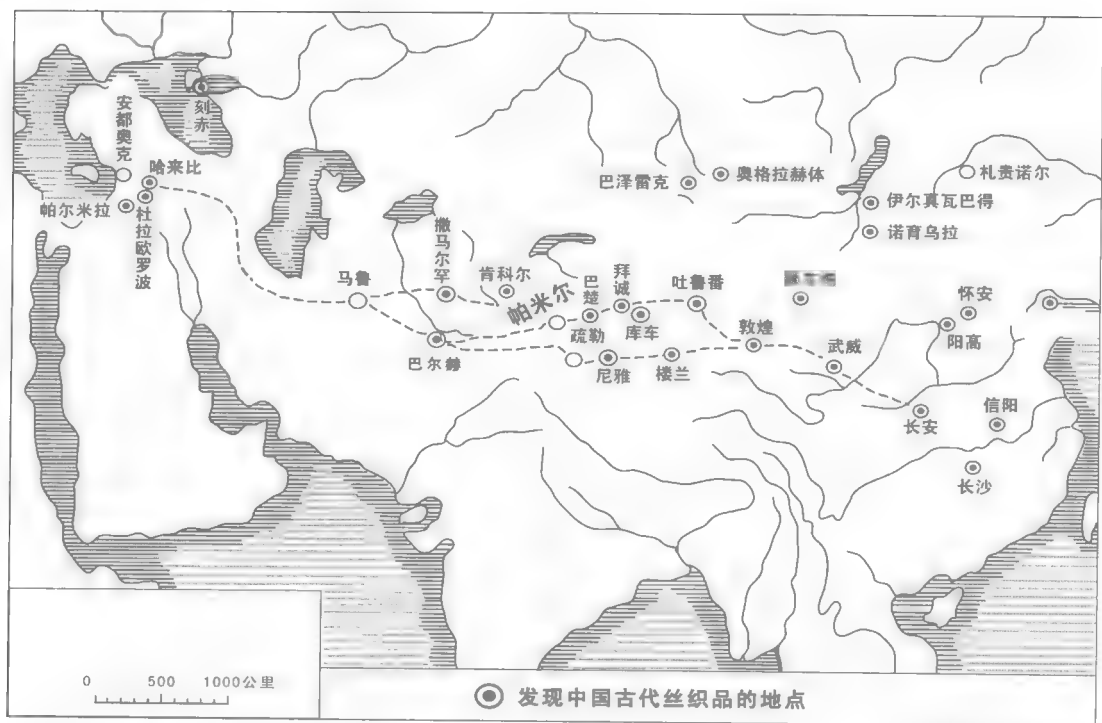 刻赤
安都奥克
哈来比
帕尔米拉
杜拉欧罗波
巴泽雷克
奥格拉赫体
札贵诺尔
伊尔真瓦巴得
诺育乌拉
撒马尔罕
肯科尔
马鲁
帕米尔
巴楚
拜诚
吐鲁番
怀安
疏勒
库车
敦煌
武威
阳高
巴尔赫
尼雅
楼兰
长安
信阳
长沙
0 500 1000公里
发现中国古代丝织品的地点